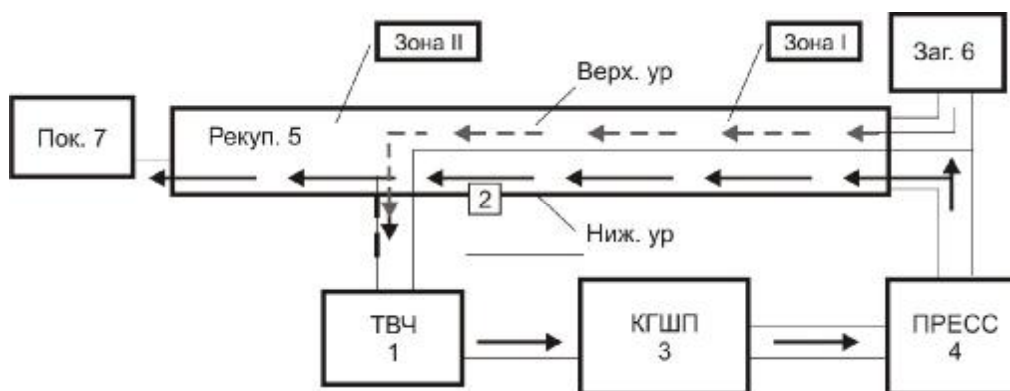 Зона II
Зона I
Заг. 6
Верх. ур
Пок. 7
Рекуп. 5
2
Ниж. ур
ТВЧ
1
КГШП
3
ПРЕСС
4